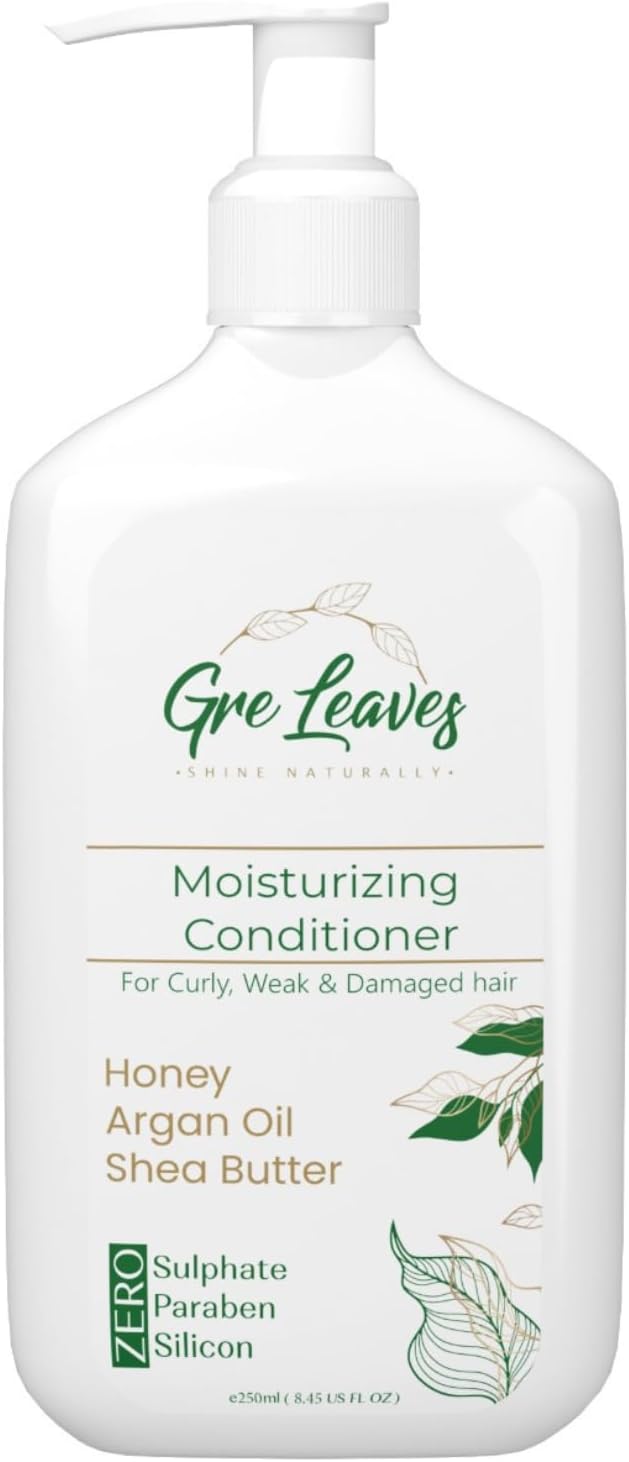 Gre Leaves
•SHINE NATURALLY•
Moisturizing
Conditioner
For Curly, Weak & Damaged hair
Honey
Argan Oil
Shea Butter
ZERO
Sulphate
Paraben
Silicon
e250ml ( 8.45 US FL OZ )